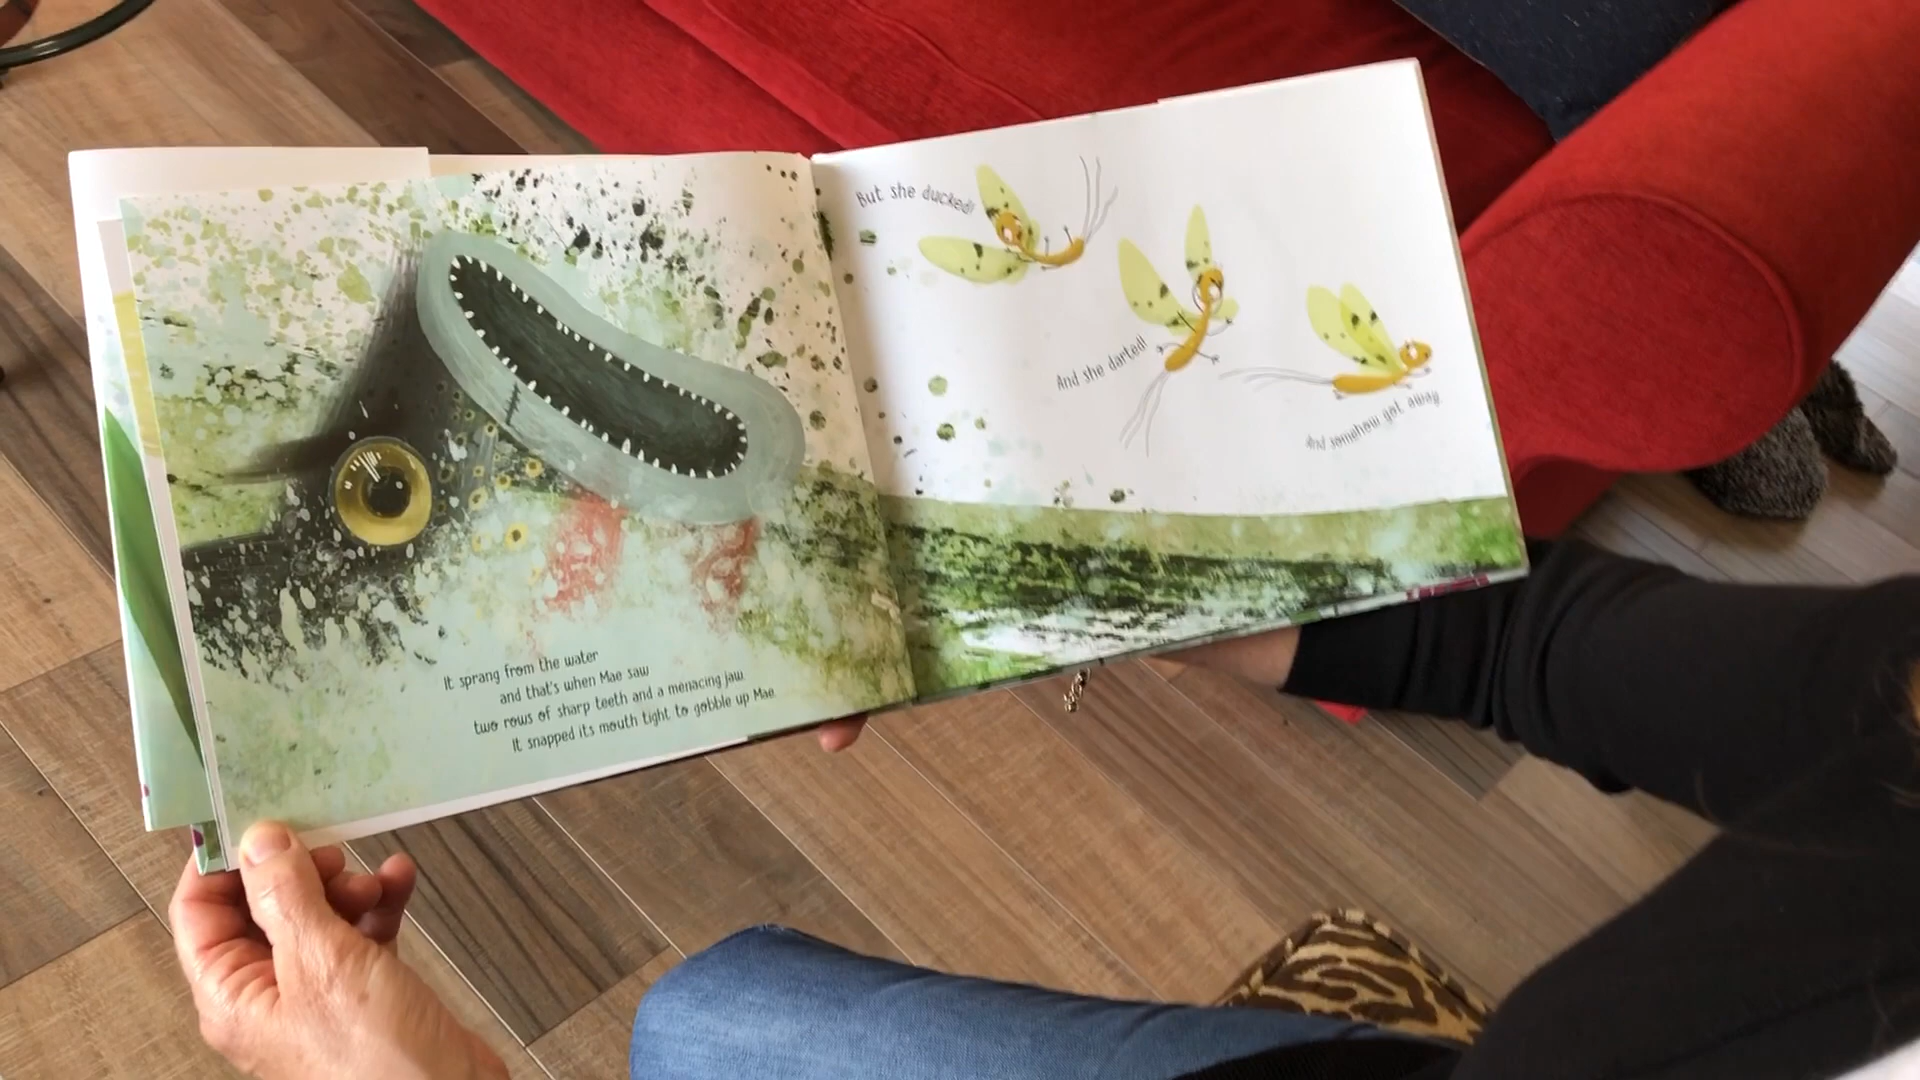 It sprang from the water
and that's when Mae saw
two rows of sharp teeth and a menacing jaw
It snapped its mouth tight to gobble up Mae
But she ducked!
And she darted!
And somehow got away.